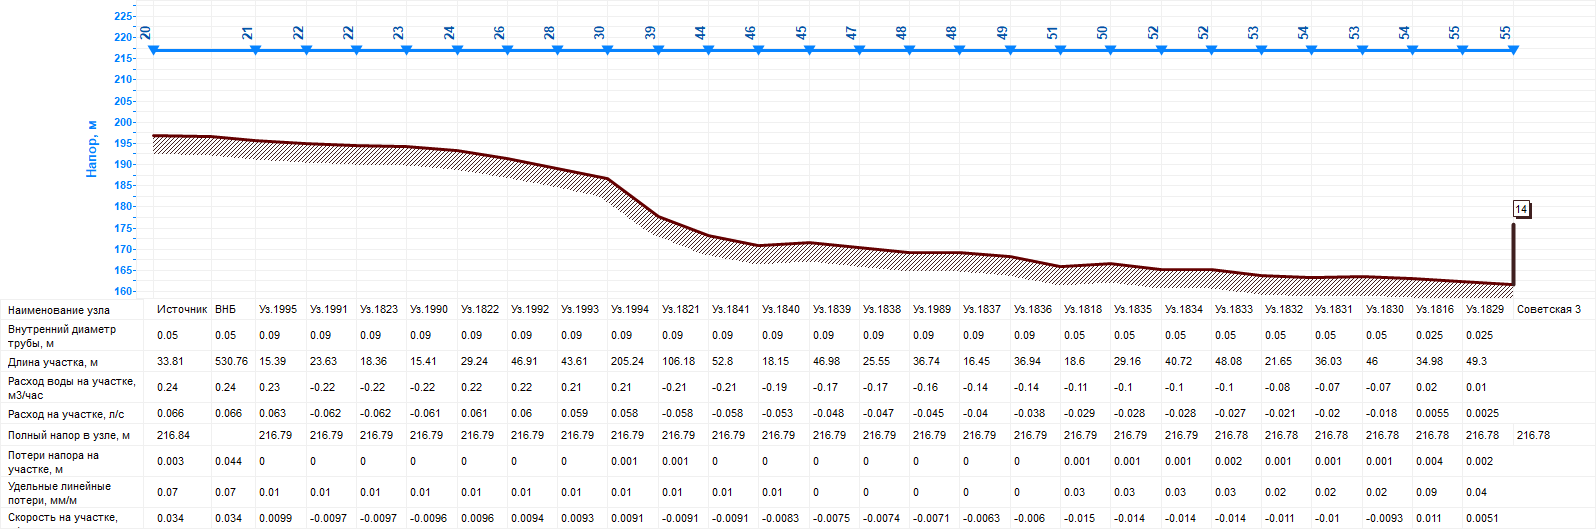 20 21 22 22 23 24 26 28 30 39 44 46 45 47 48 48 49 51 50 52 52 53 54 53 54 55 55
Напор, м
225
220
215
210
205
200
195
190
185
180
175
170
165
160
14
Наименование узла Источник ВНБ Уз.1995 Уз.1991 Уз.1823 Уз.1990 Уз.1822 Уз.1992 Уз.1993 Уз.1994 Уз.1821 Уз.1841 Уз.1840 Уз.1839 Уз.1838 Уз.1989 Уз.1837 Уз.1836 Уз.1818 Уз.1835 Уз.1834 Уз.1833 Уз.1832 Уз.1831 Уз.1830 Уз.1816 Уз.1829 Советская 3
Внутренний диаметр
трубы, м 0.05 0.05 0.09 0.09 0.09 0.09 0.09 0.09 0.09 0.09 0.09 0.09 0.09 0.09 0.09 0.09 0.09 0.09 0.05 0.05 0.05 0.05 0.05 0.05 0.05 0.025 0.025
Длина участка, м 33.81 530.76 15.39 23.63 18.36 15.41 29.24 46.91 43.61 205.24 106.18 52.8 18.15 46.98 25.55 36.74 16.45 36.94 18.6 29.16 40.72 48.08 21.65 36.03 46 34.98 49.3
Расход воды на участке,
м3/час 0.24 0.24 0.23 -0.22 -0.22 -0.22 0.22 0.22 0.21 0.21 -0.21 -0.21 -0.19 -0.17 -0.17 -0.16 -0.14 -0.14 -0.11 -0.1 -0.1 -0.1 -0.08 -0.07 -0.07 0.02 0.01
Расход на участке, л/с 0.066 0.066 0.063 -0.062 -0.062 -0.061 0.061 0.06 0.059 0.058 -0.058 -0.058 -0.053 -0.048 -0.047 -0.045 -0.04 -0.038 -0.029 -0.028 -0.028 -0.027 -0.021 -0.02 -0.018 0.0055 0.0025
Полный напор в узле, м 216.84 216.79 216.79 216.79 216.79 216.79 216.79 216.79 216.79 216.79 216.79 216.79 216.79 216.79 216.79 216.79 216.79 216.79 216.79 216.79 216.78 216.78 216.78 216.78 216.78 216.78 216.78
Потери напора на
участке, м 0.003 0.044 0 0 0 0 0 0 0 0.001 0.001 0 0 0 0 0 0 0 0.001 0.001 0.001 0.002 0.001 0.001 0.001 0.004 0.002
Удельные линейные
потери, мм/м 0.07 0.07 0.01 0.01 0.01 0.01 0.01 0.01 0.01 0.01 0.01 0.01 0.01 0 0 0 0 0 0.03 0.03 0.03 0.03 0.02 0.02 0.02 0.09 0.04
Скорость на участке, 0.034 0.034 0.0099 -0.0097 -0.0097 -0.0096 0.0096 0.0094 0.0093 0.0091 -0.0091 -0.0091 -0.0083 -0.0075 -0.0074 -0.0071 -0.0063 -0.006 -0.015 -0.014 -0.014 -0.014 -0.011 -0.01 -0.0093 0.011 0.0051